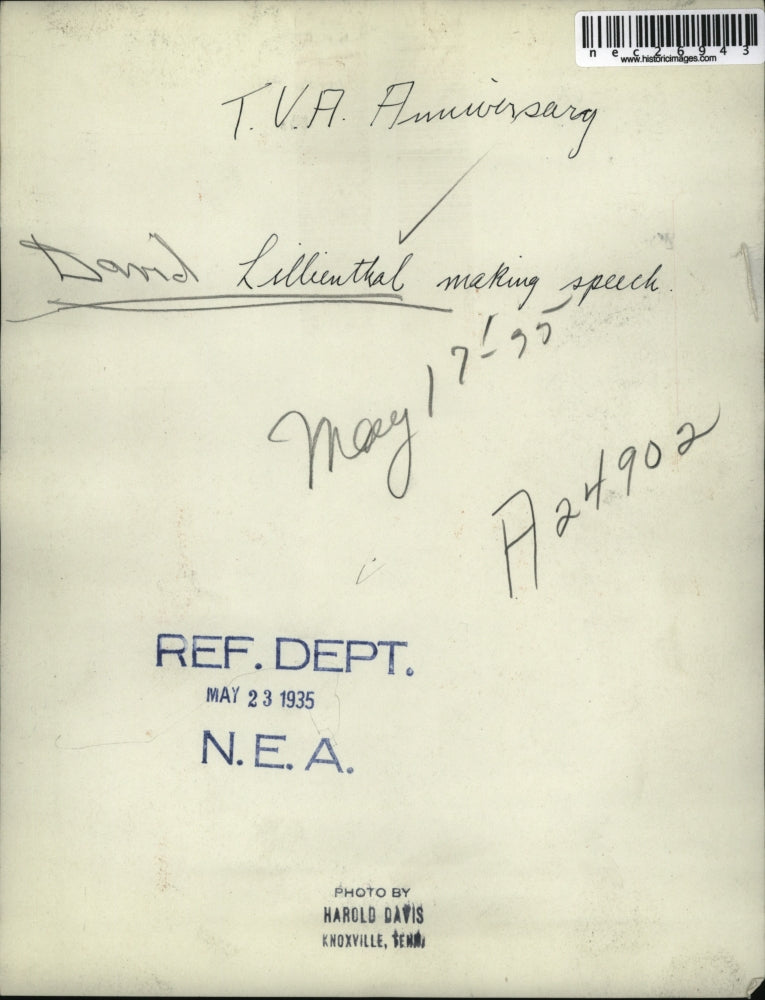 nec26943
www.historicimages.com
T.V.A. Anniversary
David Lillienthal making speech.
May 17-35
A24902
REF. DEPT.
MAY 23 1935
N. E. A.
PHOTO BY
HAROLD DAVIS
KNOXVILLE, TENN.